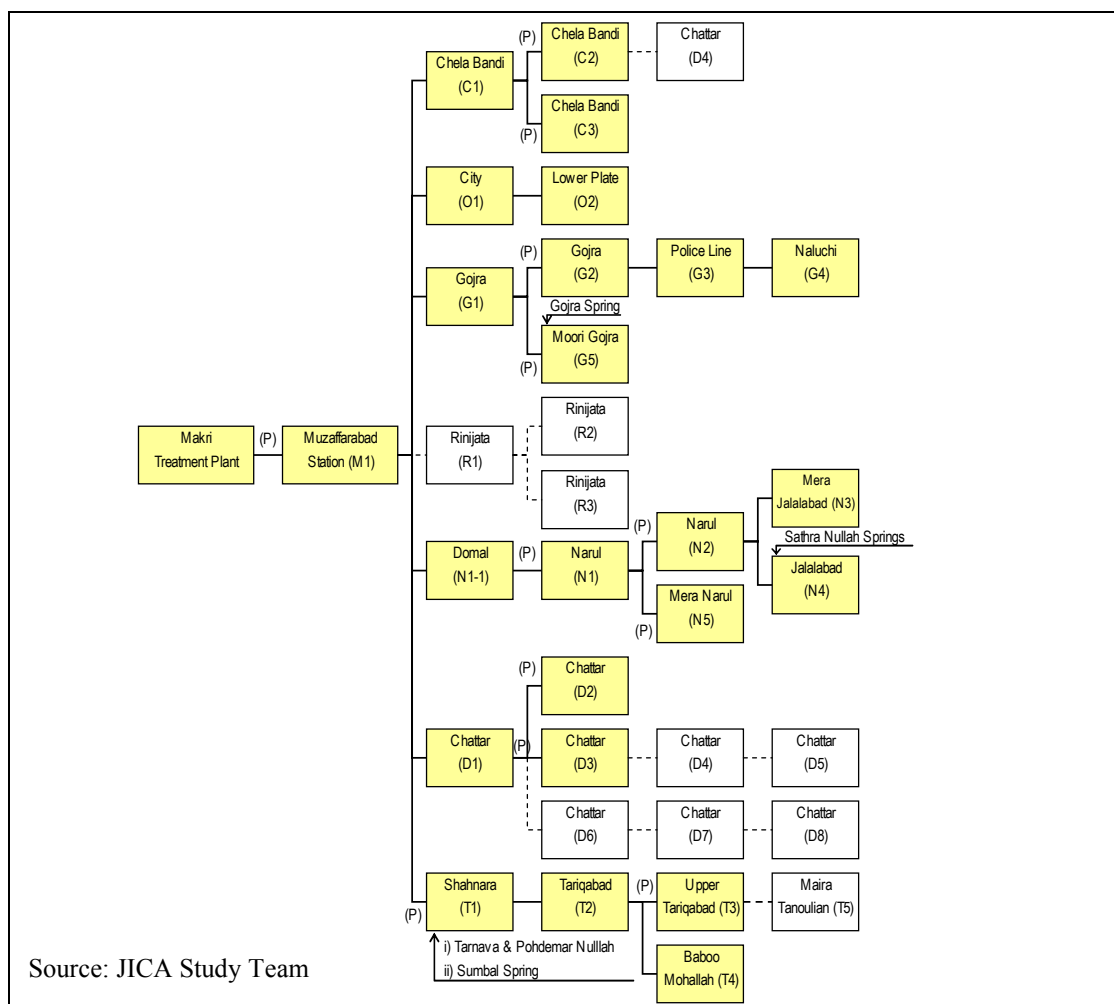 (P)
Chela Bandi
(C2)
Chattar
(D4)
Chela Bandi
(C1)
Chela Bandi
(C3)
(P)
City
(O1)
Lower Plate
(O2)
(P)
Gojra
(G2)
Police Line
(G3)
Naluchi
(G4)
Gojra
(G1)
Gojra Spring
Moori Gojra
(G5)
(P)
Rinijata
(R2)
Makri
Treatment Plant
(P)
Muzaffarabad
Station (M1)
Rinijata
(R1)
Rinijata
(R3)
Mera
Jalalabad (N3)
(P)
Narul
(N2)
Sathra Nullah Springs
Domal
(N1-1)
(P)
Narul
(N1)
Jalalabad
(N4)
Mera Narul
(N5)
(P)
(P)
Chattar
(D2)
Chattar
(D1)
(P)
Chattar
(D3)
Chattar
(D4)
Chattar
(D5)
Chattar
(D6)
Chattar
(D7)
Chattar
(D8)
(P)
Shahnara
(T1)
Tariqabad
(T2)
(P)
Upper
Tariqabad (T3)
Maira
Tanoulian (T5)
i) Tarnava & Pohdemar Nulllah
ii) Sumbal Spring
Baboo
Mohallah (T4)
Source: JICA Study Team